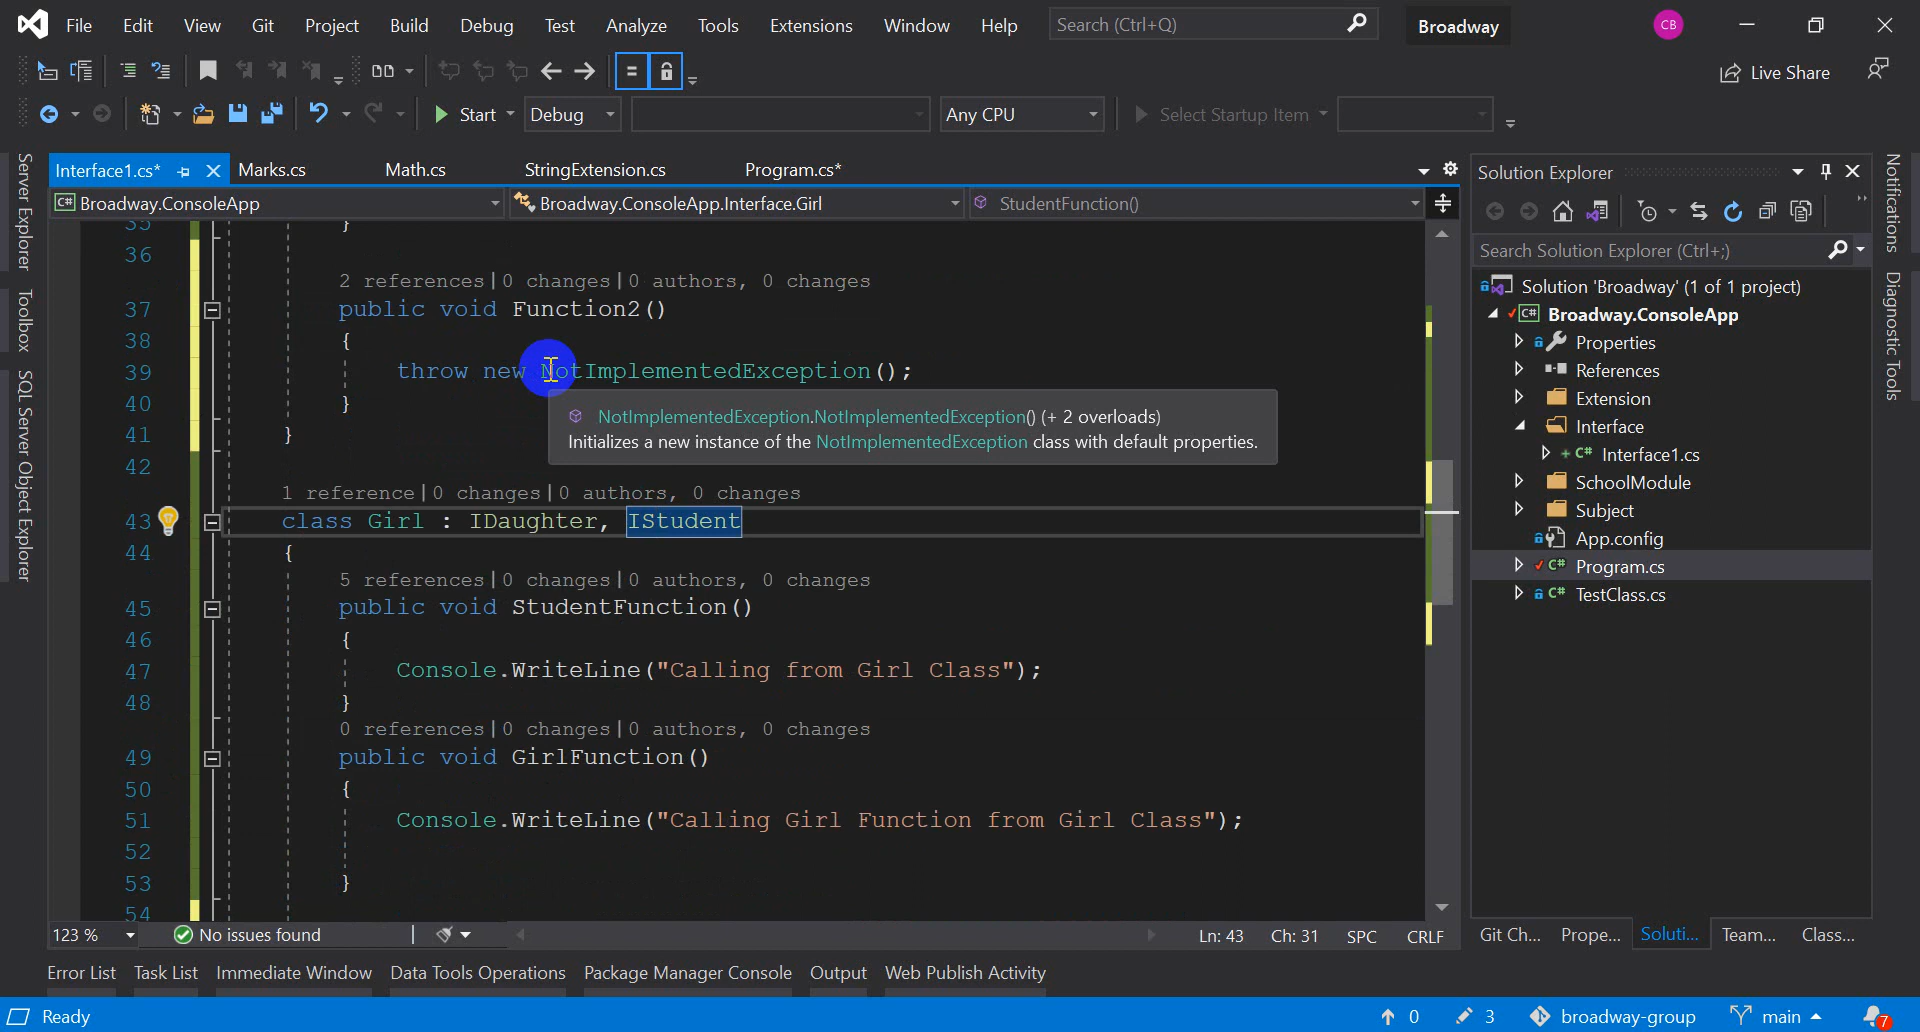 File Edit View Git Project Build Debug Test Analyze Tools Extensions Window Help Search (Ctrl+Q) Broadway CB
Live Share
Start Debug Any CPU Select Startup Item
Server Explorer
Toolbox
SQL Server Object Explorer
Interface1.cs* Marks.cs Math.cs StringExtension.cs Program.cs*
C# Broadway.ConsoleApp Broadway.ConsoleApp.Interface.Girl StudentFunction()
35 }
36
2 references|0 changes|0 authors, 0 changes
37 public void Function2()
38 {
39 throw new NotImplementedException();
40 }
NotImplementedException.NotImplementedException() (+ 2 overloads)
Initializes a new instance of the NotImplementedException class with default properties.
41 }
42
1 reference|0 changes|0 authors, 0 changes
43 class Girl : IDaughter, IStudent
44 {
5 references|0 changes|0 authors, 0 changes
45 public void StudentFunction()
46 {
47 Console.WriteLine("Calling from Girl Class");
48 }
0 references|0 changes|0 authors, 0 changes
49 public void GirlFunction()
50 {
51 Console.WriteLine("Calling Girl Function from Girl Class");
52
53 }
54
123 % No issues found Ln: 43 Ch: 31 SPC CRLF
Solution Explorer
Search Solution Explorer (Ctrl+;)
Solution 'Broadway' (1 of 1 project)
C# Broadway.ConsoleApp
Properties
References
Extension
Interface
C# Interface1.cs
SchoolModule
Subject
App.config
C# Program.cs
C# TestClass.cs
Git Ch... Prope... Soluti... Team... Class...
Notifications
Diagnostic Tools
Error List Task List Immediate Window Data Tools Operations Package Manager Console Output Web Publish Activity
Ready 0 3 broadway-group main 7